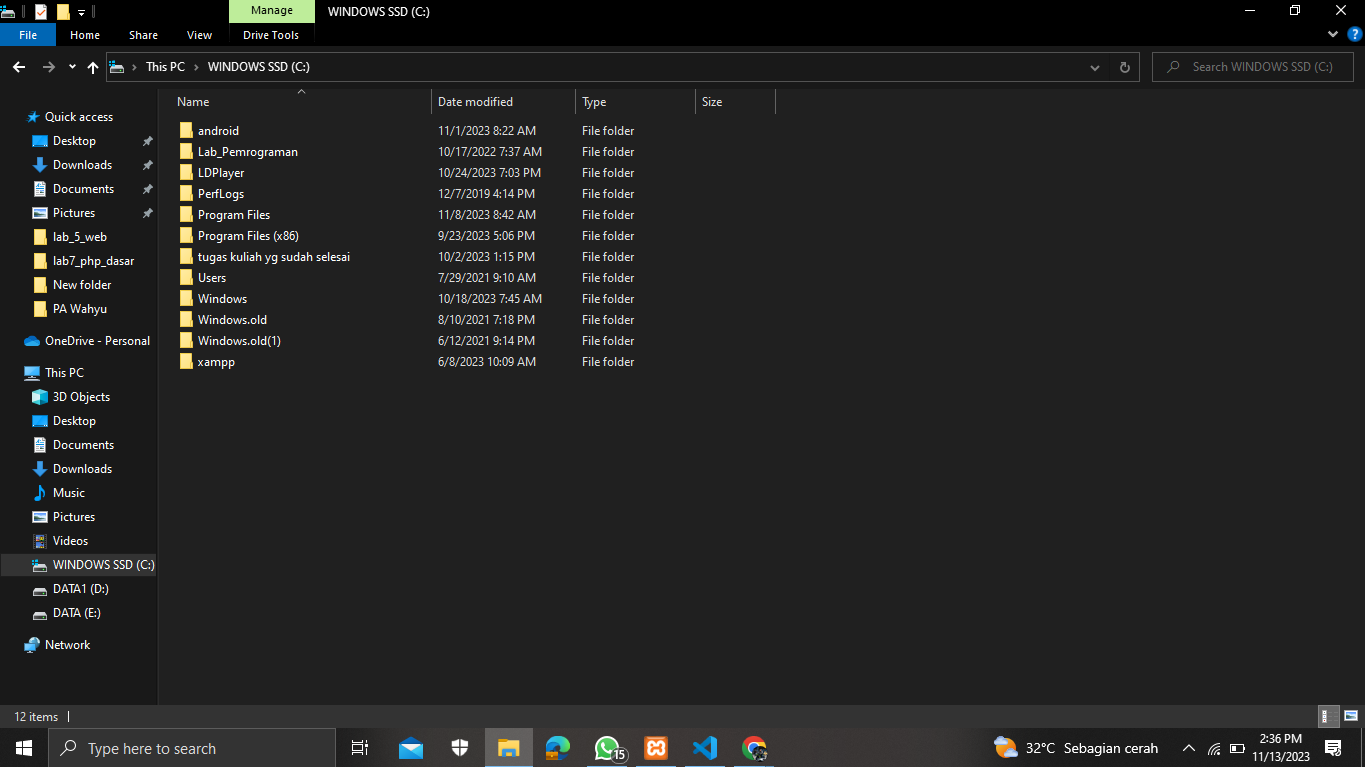 Manage
WINDOWS SSD (C:)
File
Home
Share
View
Drive Tools
This PC
WINDOWS SSD (C:)
Search WINDOWS SSD (C:)
Name
Date modified
Type
Size
Quick access
Desktop
Downloads
Documents
Pictures
lab_5_web
lab7_php_dasar
New folder
PA Wahyu
OneDrive - Personal
This PC
3D Objects
Desktop
Documents
Downloads
Music
Pictures
Videos
WINDOWS SSD (C:)
DATA1 (D:)
DATA (E:)
Network
android 11/1/2023 8:22 AM File folder
Lab_Pemrograman 10/17/2022 7:37 AM File folder
LDPlayer 10/24/2023 7:03 PM File folder
PerfLogs 12/7/2019 4:14 PM File folder
Program Files 11/8/2023 8:42 AM File folder
Program Files (x86) 9/23/2023 5:06 PM File folder
tugas kuliah yg sudah selesai 10/2/2023 1:15 PM File folder
Users 7/29/2021 9:10 AM File folder
Windows 10/18/2023 7:45 AM File folder
Windows.old 8/10/2021 7:18 PM File folder
Windows.old(1) 6/12/2021 9:14 PM File folder
xampp 6/8/2023 10:09 AM File folder
12 items
Type here to search
15
32°C Sebagian cerah
2:36 PM
11/13/2023